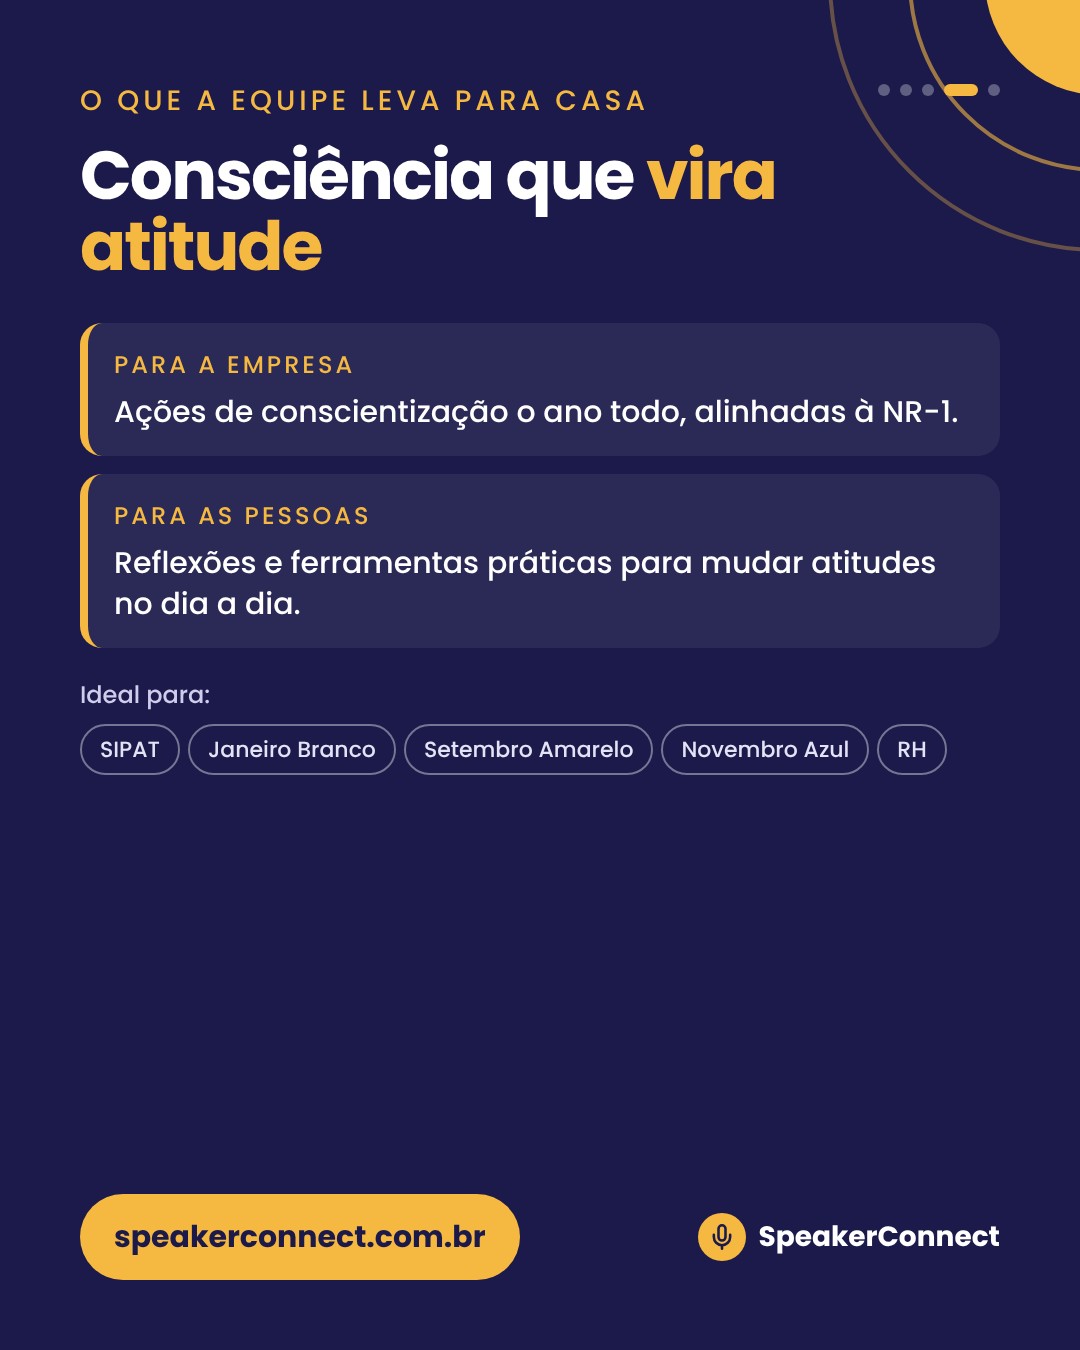 O QUE A EQUIPE LEVA PARA CASA
Consciência que vira
atitude
PARA A EMPRESA
Ações de conscientização o ano todo, alinhadas à NR-1.
PARA AS PESSOAS
Reflexões e ferramentas práticas para mudar atitudes
no dia a dia.
Ideal para:
SIPAT Janeiro Branco Setembro Amarelo Novembro Azul RH
speakerconnect.com.br SpeakerConnect